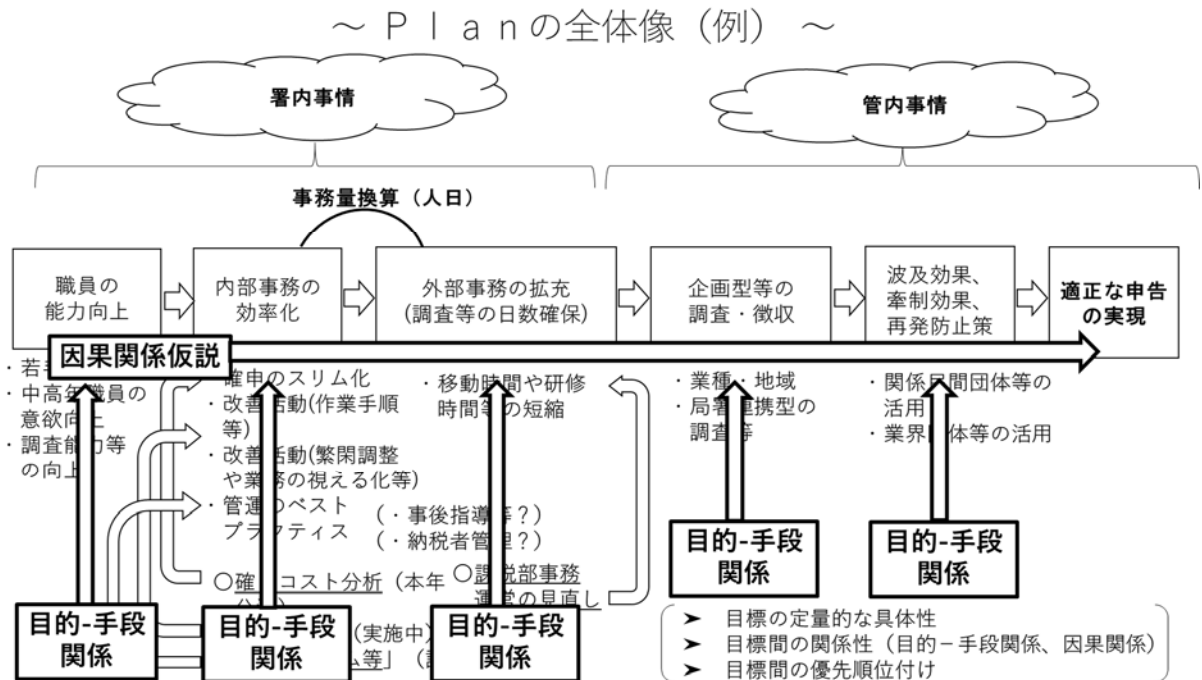 ～ Ｐｌａｎの全体像（例） ～
署内事情
管内事情
事務量換算（人日）
職員の
能力向上
内部事務の
効率化
外部事務の拡充
(調査等の日数確保)
企画型等の
調査・徴収
波及効果、
牽制効果、
再発防止策
適正な申告
の実現
因果関係仮説
・若手
・中高年職員の
意欲向上
・調査能力等
の向上
確申のスリム化
・改善活動(作業手順
等)
・改善活動(繁閑調整
や業務の視える化等)
・管運のベスト
プラクティス
・移動時間や研修
時間等の短縮
（・事後指導等？）
（・納税者管理？）
・業種・地域
・局署連携型の
調査等
・関係民間団体等の
活用
・業界団体等の活用
○確 コスト分析（本年
○課税部事務
運営の見直し
（実施中）
ム等」（
目的-手段
関係
目的-手段
関係
目的-手段
関係
目的-手段
関係
目的-手段
関係
➤ 目標の定量的な具体性
➤ 目標間の関係性（目的－手段関係、因果関係）
➤ 目標間の優先順位付け